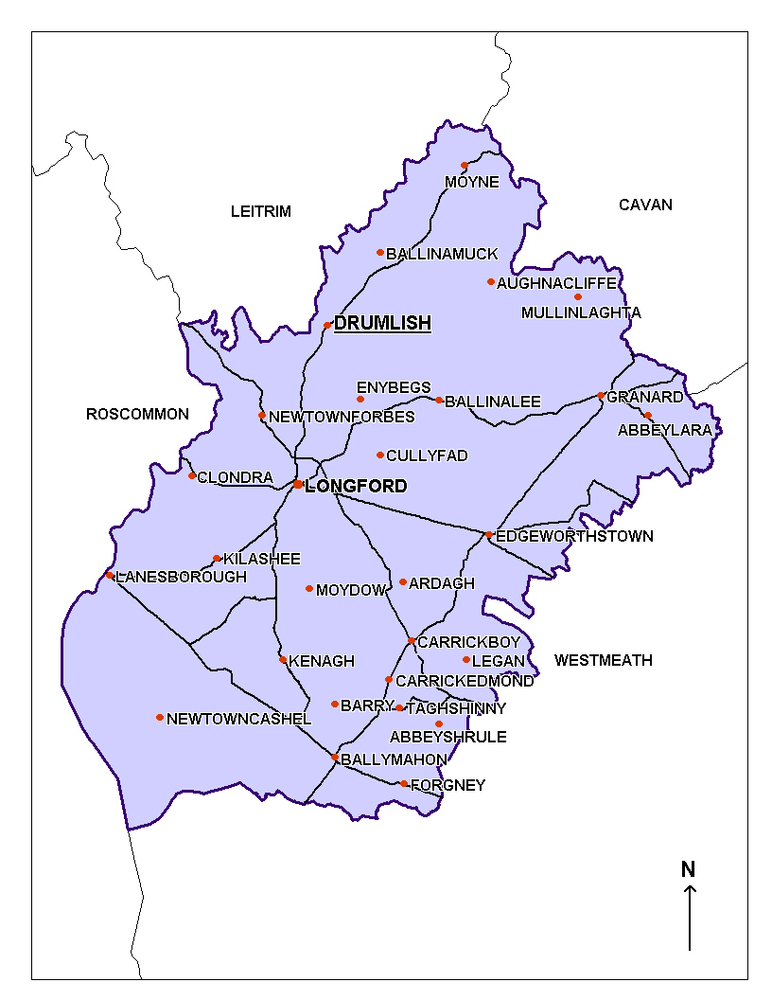 MOYNE
CAVAN
LEITRIM
BALLINAMUCK
AUGHNACLIFFE
MULLINLAGHTA
DRUMLISH
ENYBEGS
GRANARD
BALLINALEE
ROSCOMMON
NEWTOWNFORBES
ABBEYLARA
CULLYFAD
CLONDRA
LONGFORD
EDGEWORTHSTOWN
KILASHEE
LANESBOROUGH
ARDAGH
MOYDOW
CARRICKBOY
KENAGH
LEGAN
WESTMEATH
CARRICKEDMOND
BARRY
TAGHSHINNY
NEWTOWNCASHEL
ABBEYSHRULE
BALLYMAHON
FORGNEY
N